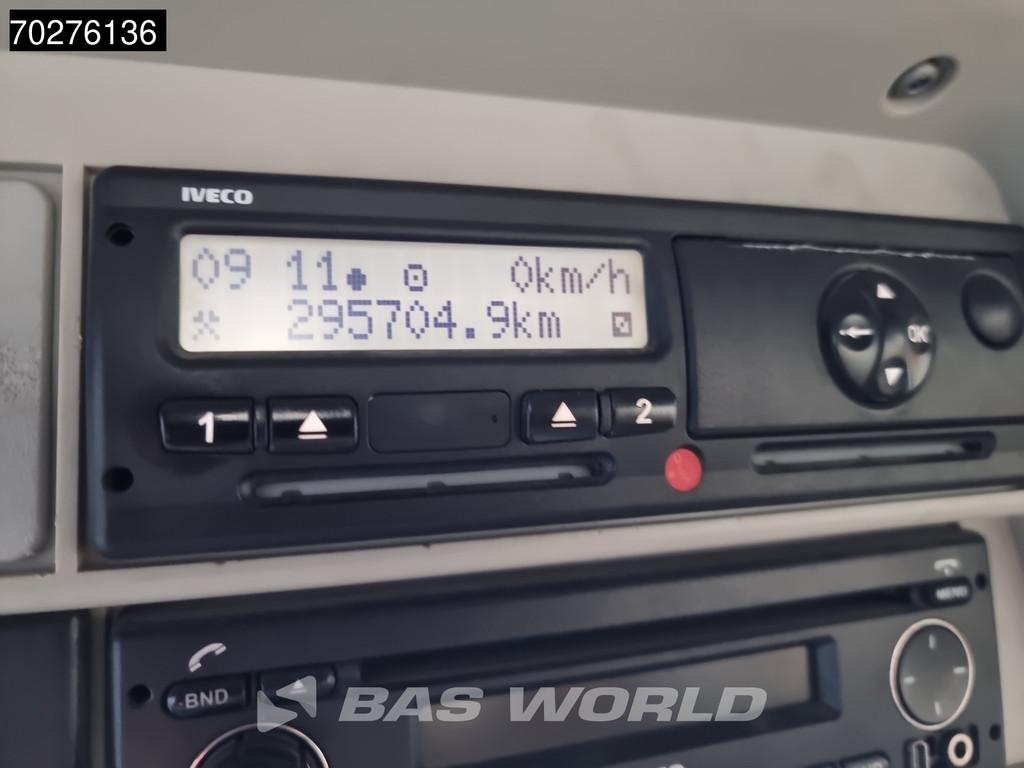 70276136
IVECO
09 11 0km/h
295704.9km
1 2
OK
MENU
BND
BAS WORLD